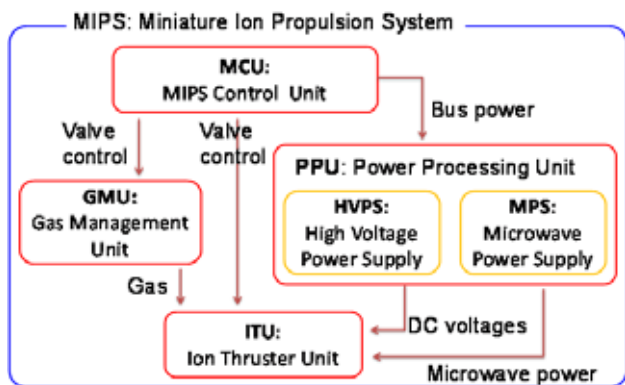 MIPS: Miniature Ion Propulsion System
MCU:
MIPS Control Unit
Valve
control
Valve
control
Bus power
PPU: Power Processing Unit
GMU:
Gas Management
Unit
HVPS:
High Voltage
Power Supply
MPS:
Microwave
Power Supply
Gas
DC voltages
ITU:
Ion Thruster Unit
Microwave power